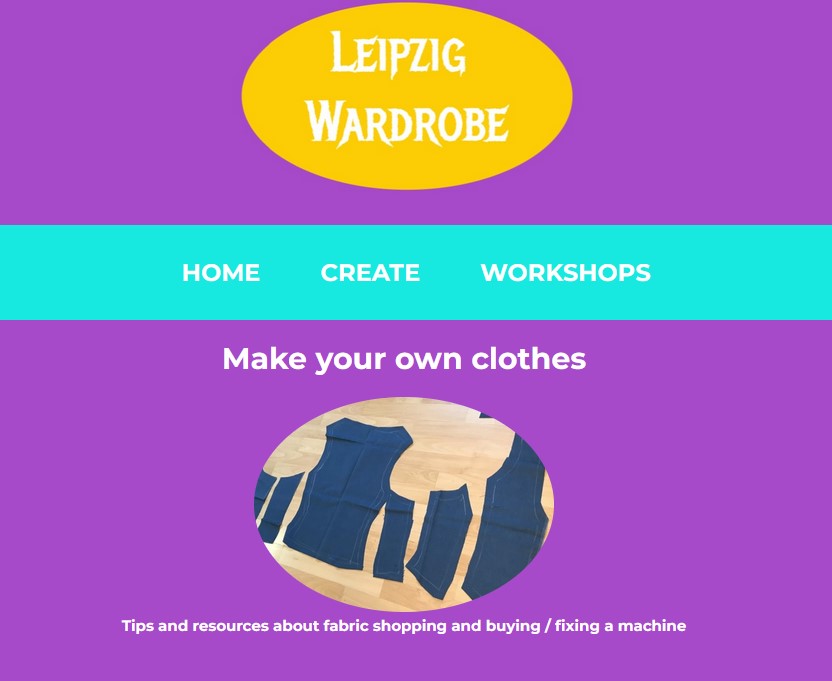 Leipzig
Wardrobe
HOME CREATE WORKSHOPS
Make your own clothes
Tips and resources about fabric shopping and buying / fixing a machine